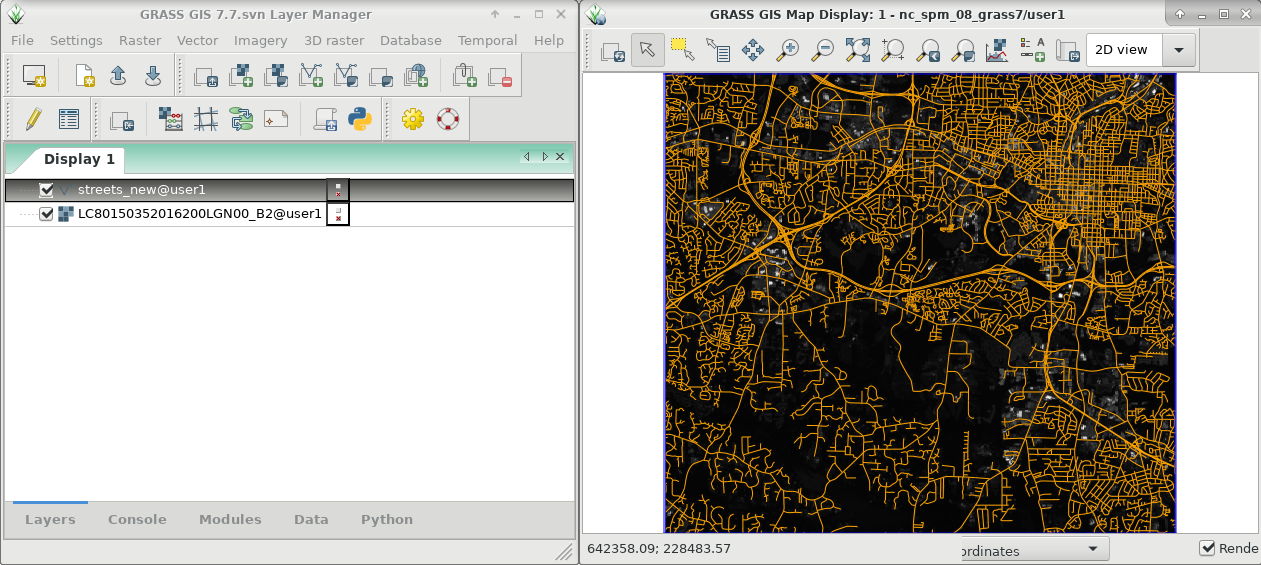 GRASS GIS 7.7.svn Layer Manager
File Settings Raster Vector Imagery 3D raster Database Temporal Help
Display 1
streets_new@user1
LC80150352016200LGN00_B2@user1
Layers Console Modules Data Python
GRASS GIS Map Display: 1 - nc_spm_08_grass7/user1
A
2D view
642358.09; 228483.57
ordinates
Rende